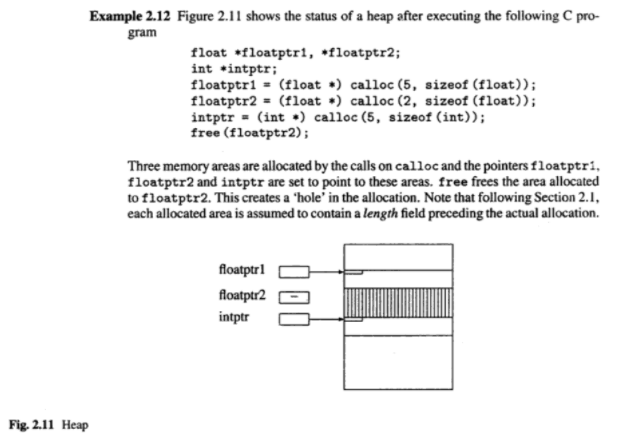 Example 2.12 Figure 2.11 shows the status of a heap after executing the following C pro-
gram
float *floatptr1, *floatptr2;
int *intptr;
floatptr1 = (float *) calloc (5, sizeof (float));
floatptr2 = (float *) calloc (2, sizeof (float));
intptr = (int *) calloc (5, sizeof (int));
free (floatptr2);
Three memory areas are allocated by the calls on calloc and the pointers floatptr1,
floatptr2 and intptr are set to point to these areas. free frees the area allocated
to floatptr2. This creates a ‘hole’ in the allocation. Note that following Section 2.1,
each allocated area is assumed to contain a length field preceding the actual allocation.
floatptr1
floatptr2 –
intptr
Fig. 2.11 Heap